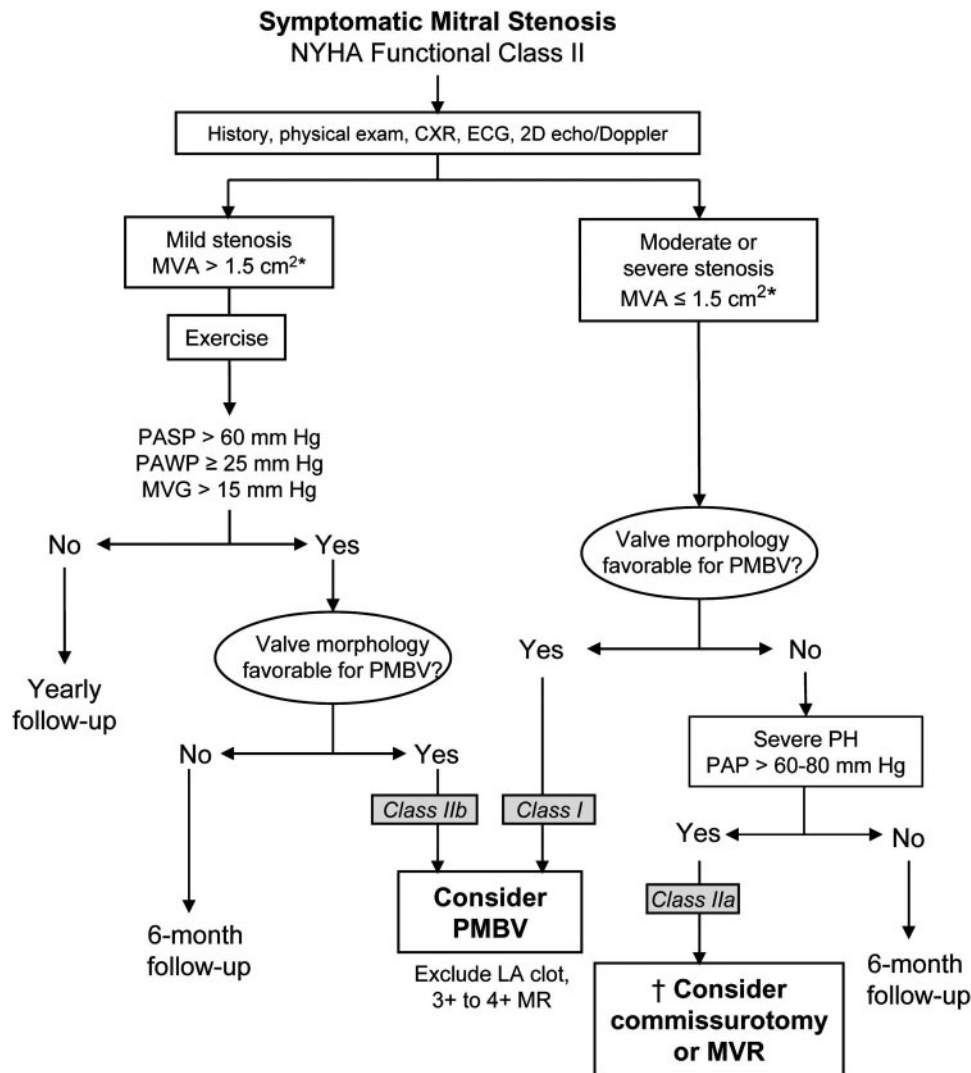 Symptomatic Mitral Stenosis
NYHA Functional Class II
History, physical exam, CXR, ECG, 2D echo/Doppler
Mild stenosis
MVA > 1.5 cm²*
Moderate or
severe stenosis
MVA ≤ 1.5 cm²*
Exercise
PASP > 60 mm Hg
PAWP ≥ 25 mm Hg
MVG > 15 mm Hg
No
Yes
Valve morphology
favorable for PMBV?
Yearly
follow-up
Valve morphology
favorable for PMBV?
Yes
No
No
Yes
Severe PH
PAP > 60-80 mm Hg
Class IIb
Class I
Yes
No
Consider
PMBV
Exclude LA clot,
3+ to 4+ MR
Class IIa
6-month
follow-up
† Consider
commissurotomy
or MVR
6-month
follow-up